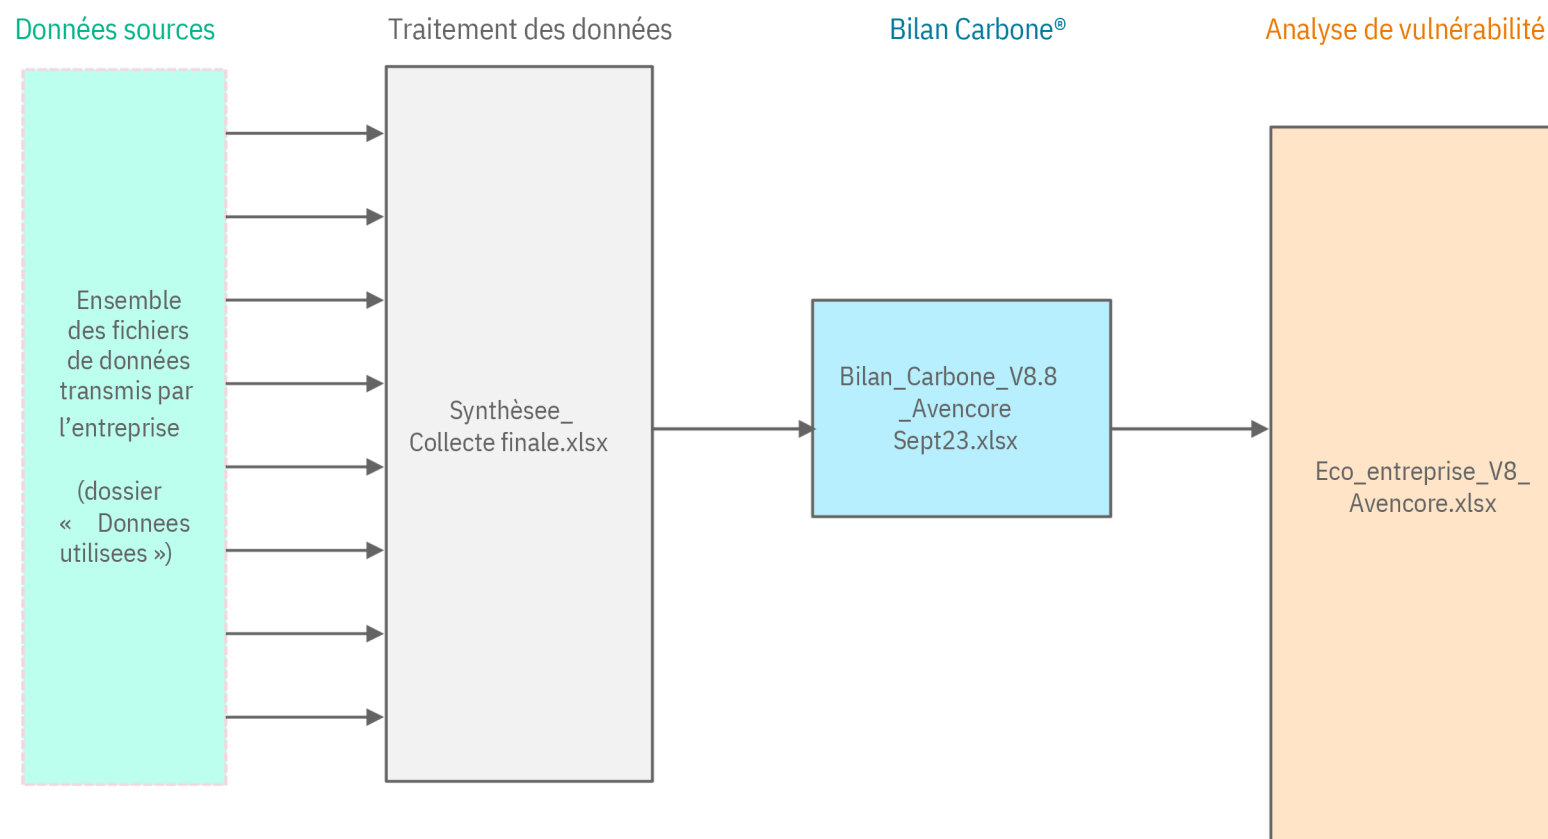 Données sources
Traitement des données
Bilan Carbone®
Analyse de vulnérabilité
Ensemble
des fichiers
de données
transmis par
l’entreprise
(dossier
« Donnees
utilisees »)
Synthèsee_
Collecte finale.xlsx
Bilan_Carbone_V8.8
_Avencore
Sept23.xlsx
Eco_entreprise_V8_
Avencore.xlsx